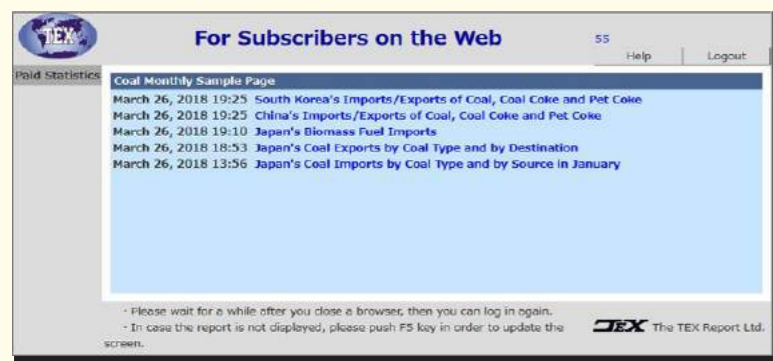 TEX
For Subscribers on the Web
55
Help
Logout
Paid Statistics
Coal Monthly Sample Page
March 26, 2018 19:25 South Korea's Imports/Exports of Coal, Coal Coke and Pet Coke
March 26, 2018 19:25 China's Imports/Exports of Coal, Coal Coke and Pet Coke
March 26, 2018 19:10 Japan's Biomass Fuel Imports
March 26, 2018 18:53 Japan's Coal Exports by Coal Type and by Destination
March 26, 2018 13:56 Japan's Coal Imports by Coal Type and by Source in January
- Please wait for a while after you close a browser, then you can log in again.
- In case the report is not displayed, please push F5 key in order to update the
screen.
TEX The TEX Report Ltd.